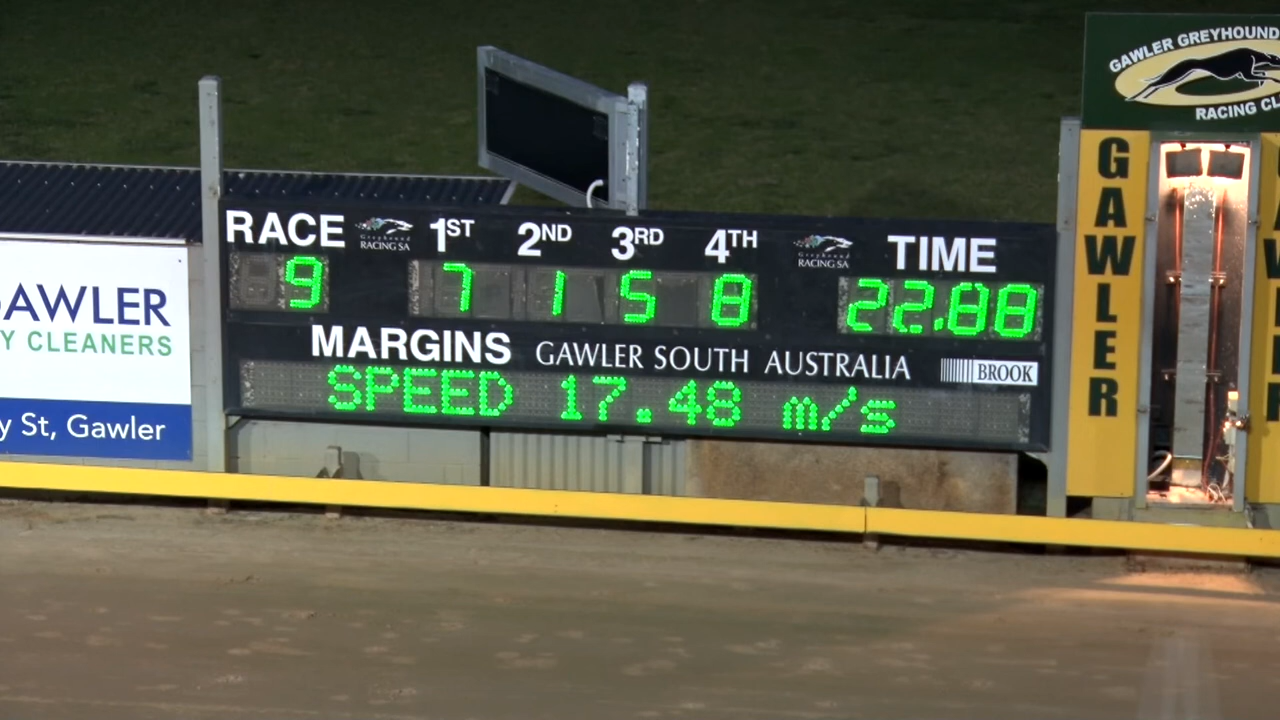 GAWLER GREYHOUND
RACING CL
GAWLER
RACE
Greyhound
RACING SA
1ST 2ND 3RD 4TH
Greyhound
RACING SA
TIME
9 7 1 5 8 22.88
MARGINS GAWLER SOUTH AUSTRALIA BROOK
SPEED 17.48 m/s
GAWLER
Y CLEANERS
y St, Gawler